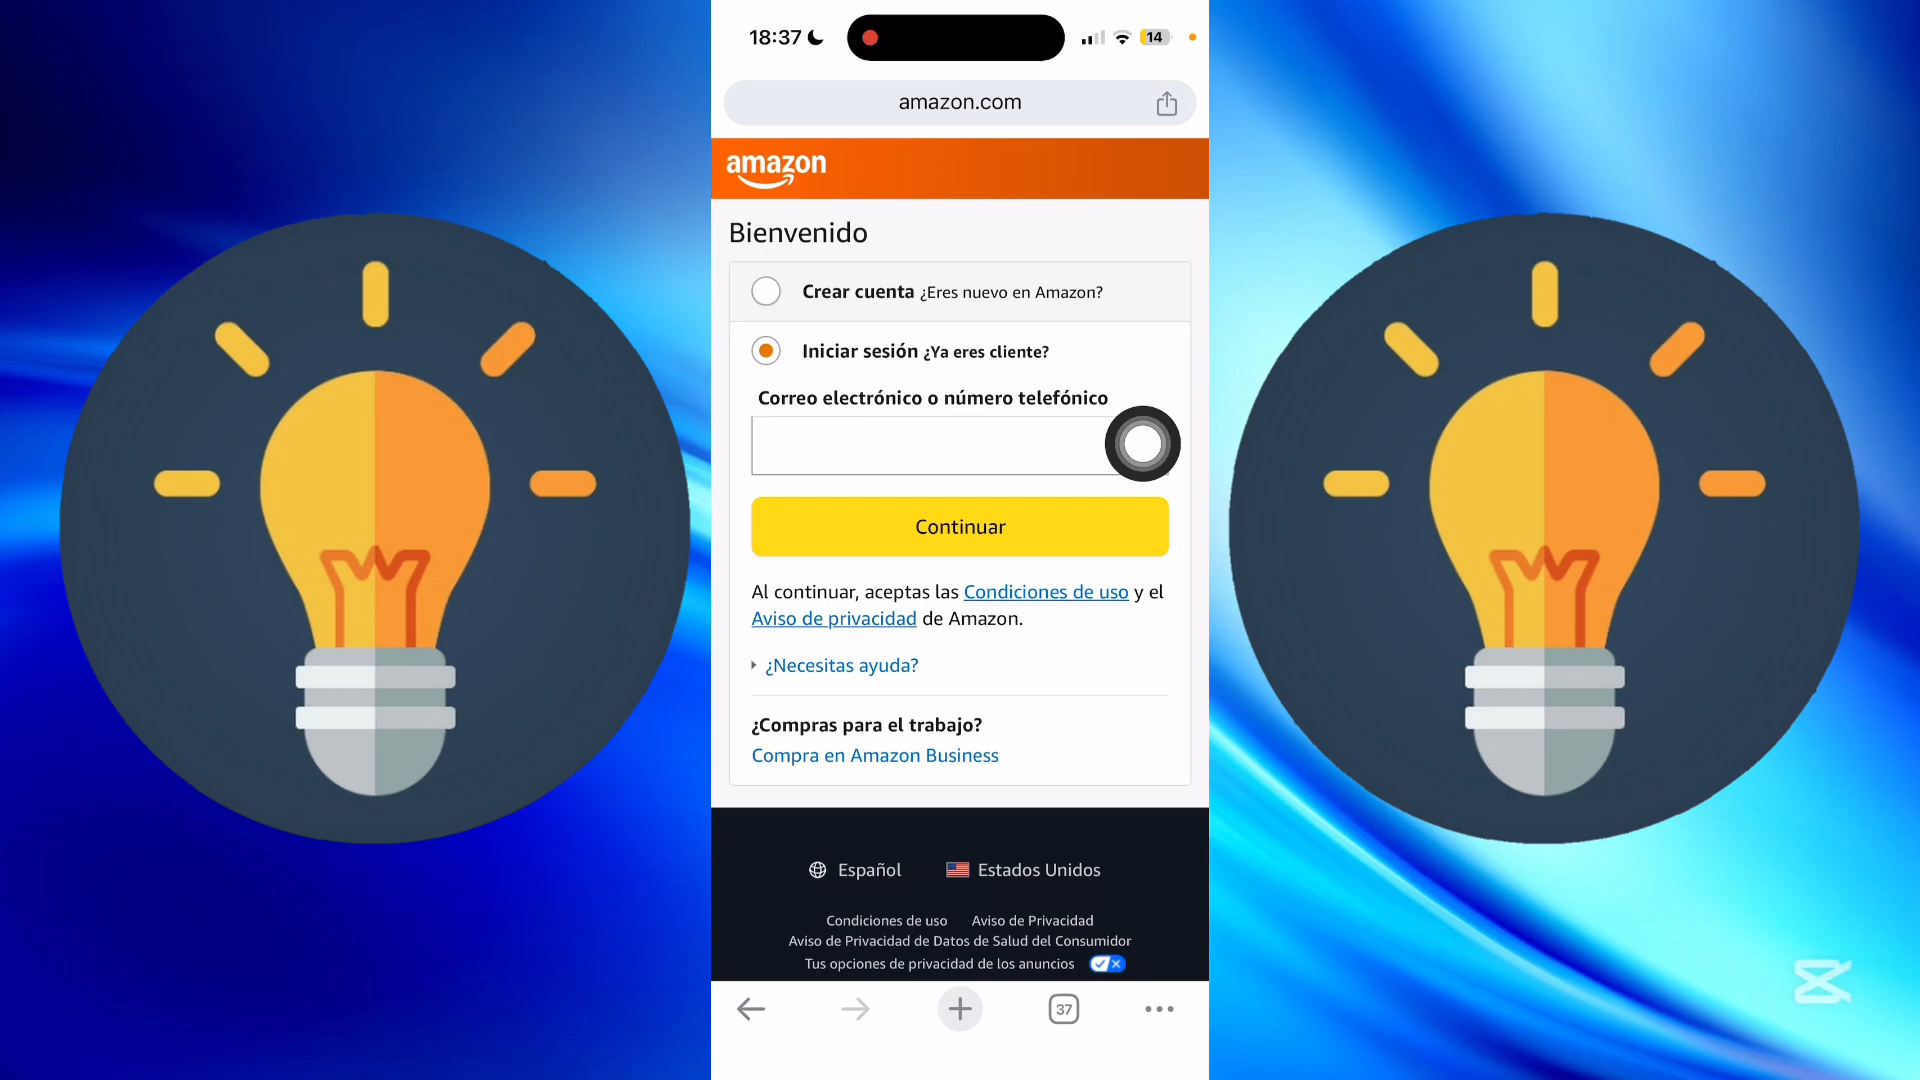 18:37
14
amazon.com
amazon
Bienvenido
Crear cuenta ¿Eres nuevo en Amazon?
Iniciar sesión ¿Ya eres cliente?
Correo electrónico o número telefónico
Continuar
Al continuar, aceptas las Condiciones de uso y el
Aviso de privacidad de Amazon.
¿Necesitas ayuda?
¿Compras para el trabajo?
Compra en Amazon Business
Español Estados Unidos
Condiciones de uso Aviso de Privacidad
Aviso de Privacidad de Datos de Salud del Consumidor
Tus opciones de privacidad de los anuncios
37